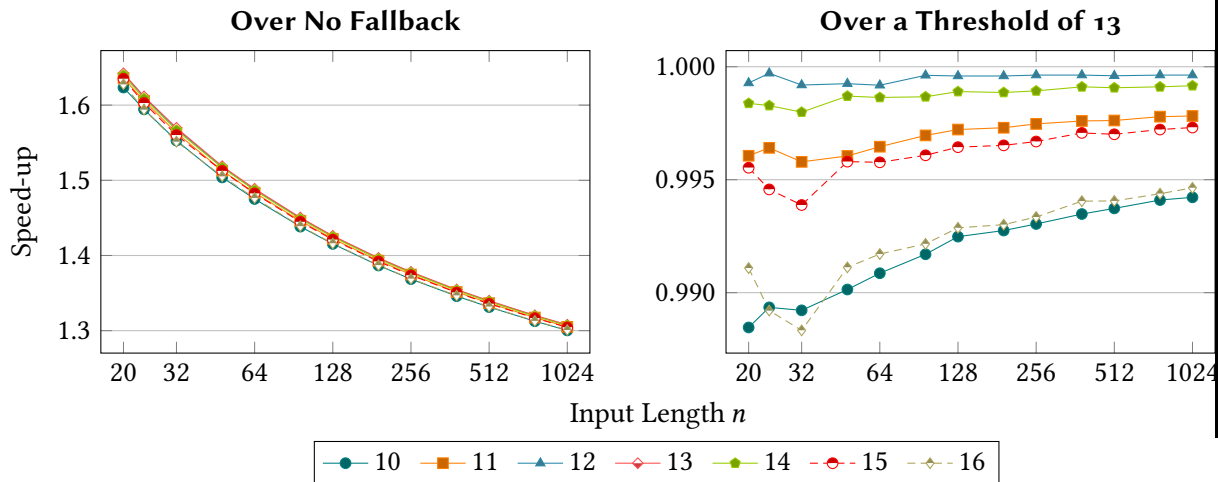 Over No Fallback
Over a Threshold of 13
Speed-up
1.6
1.5
1.4
1.3
20 32 64 128 256 512 1024
1.000
0.995
0.990
20 32 64 128 256 512 1024
Input Length n
10 11 12 13 14 15 16